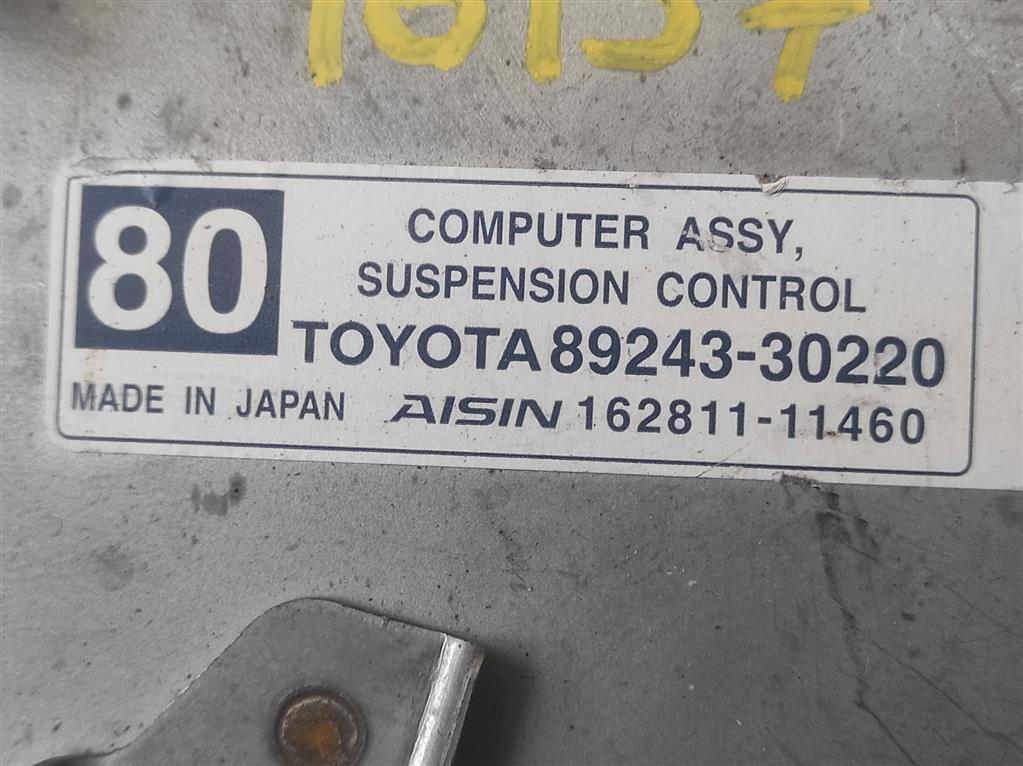 80
COMPUTER ASSY,
SUSPENSION CONTROL
TOYOTA 89243-30220
MADE IN JAPAN AISIN 162811-11460